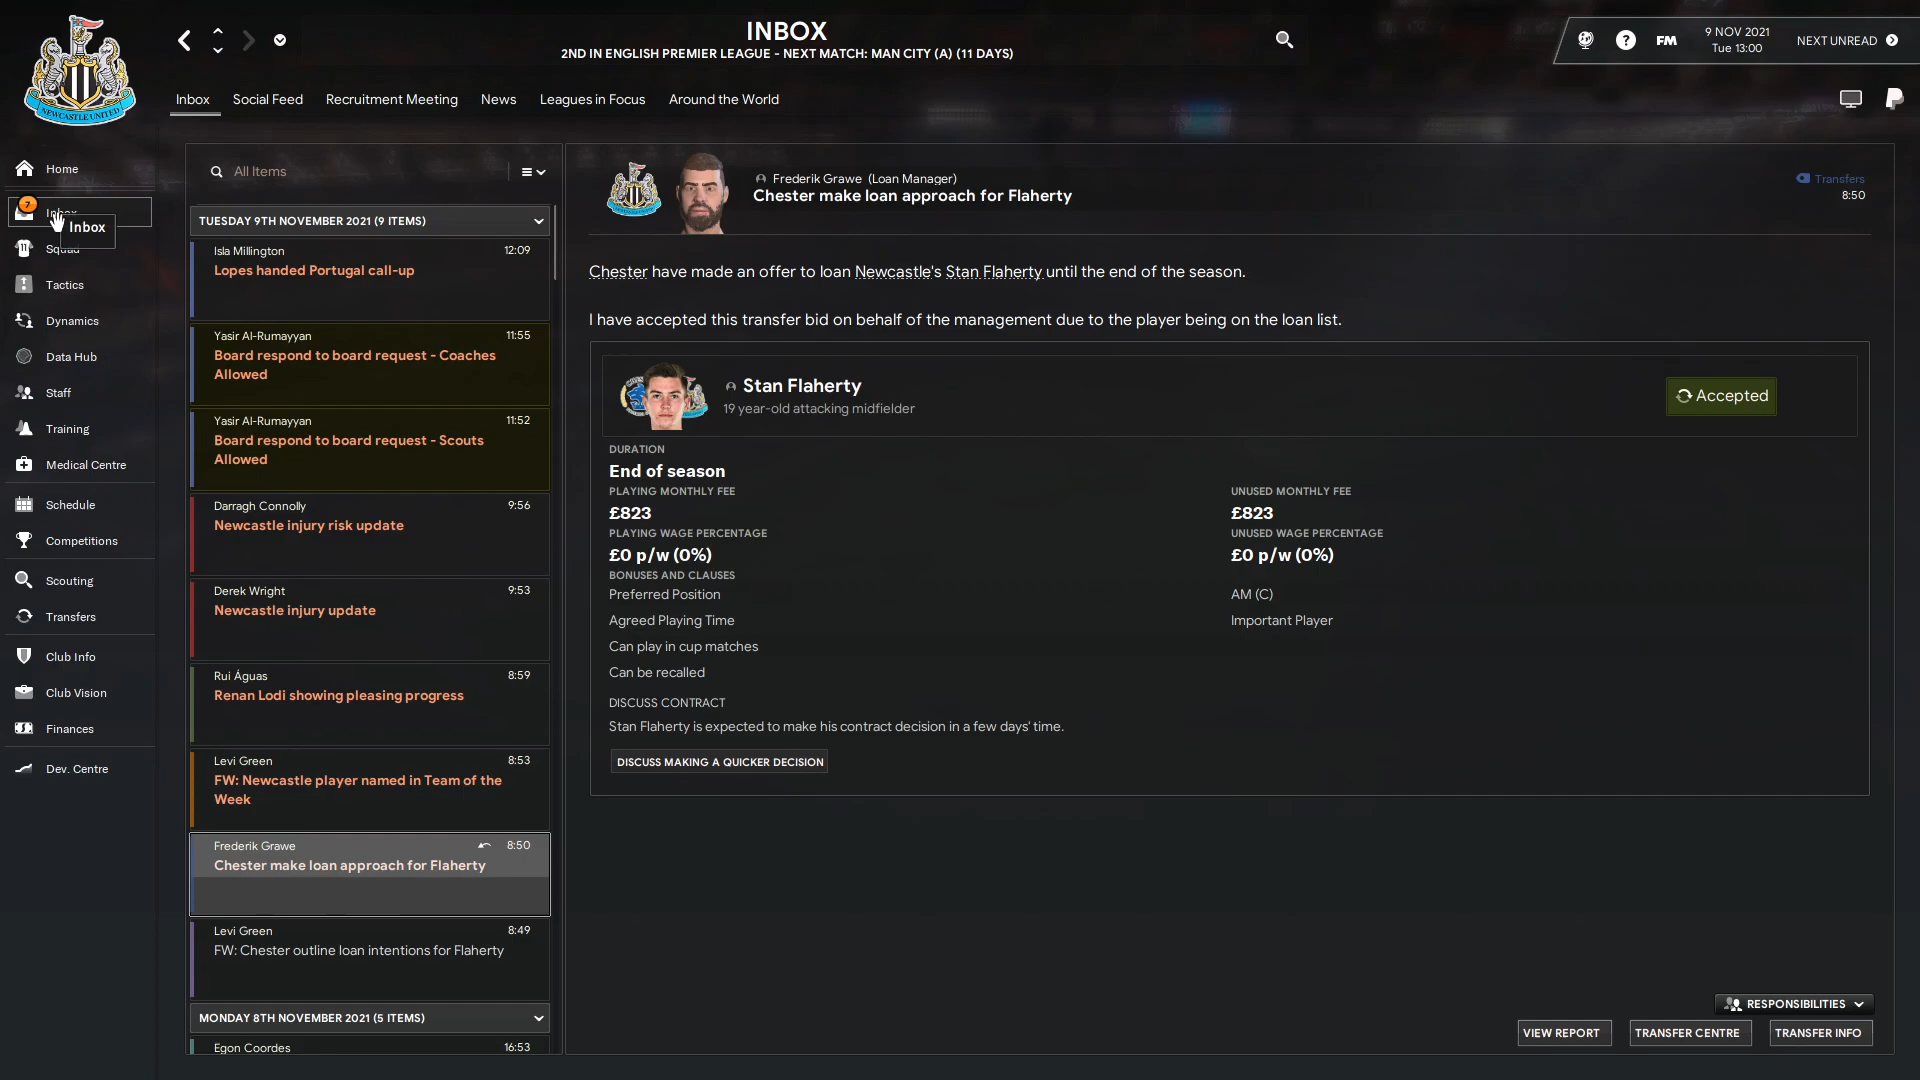 INBOX
2ND IN ENGLISH PREMIER LEAGUE - NEXT MATCH: MAN CITY (A) (11 DAYS)
FM
9 NOV 2021
Tue 13:00
NEXT UNREAD
NEWCASTLE UNITED
Inbox
Social Feed
Recruitment Meeting
News
Leagues in Focus
Around the World
Home
7
Inbox
Inbox
Squad
Tactics
Dynamics
Data Hub
Staff
Training
Medical Centre
Schedule
Competitions
Scouting
Transfers
Club Info
Club Vision
Finances
Dev. Centre
All Items
TUESDAY 9TH NOVEMBER 2021 (9 ITEMS)
Isla Millington 12:09
Lopes handed Portugal call-up
Yasir Al-Rumayyan 11:55
Board respond to board request - Coaches
Allowed
Yasir Al-Rumayyan 11:52
Board respond to board request - Scouts
Allowed
Darragh Connolly 9:56
Newcastle injury risk update
Derek Wright 9:53
Newcastle injury update
Rui Águas 8:59
Renan Lodi showing pleasing progress
Levi Green 8:53
FW: Newcastle player named in Team of the
Week
Frederik Grawe 8:50
Chester make loan approach for Flaherty
Levi Green 8:49
FW: Chester outline loan intentions for Flaherty
MONDAY 8TH NOVEMBER 2021 (5 ITEMS)
Egon Coordes 16:53
Frederik Grawe (Loan Manager)
Chester make loan approach for Flaherty
Transfers
8:50
Chester have made an offer to loan Newcastle's Stan Flaherty until the end of the season.
I have accepted this transfer bid on behalf of the management due to the player being on the loan list.
Stan Flaherty
19 year-old attacking midfielder
Accepted
DURATION
End of season
PLAYING MONTHLY FEE UNUSED MONTHLY FEE
£823 £823
PLAYING WAGE PERCENTAGE UNUSED WAGE PERCENTAGE
£0 p/w (0%) £0 p/w (0%)
BONUSES AND CLAUSES
Preferred Position AM (C)
Agreed Playing Time Important Player
Can play in cup matches
Can be recalled
DISCUSS CONTRACT
Stan Flaherty is expected to make his contract decision in a few days' time.
DISCUSS MAKING A QUICKER DECISION
RESPONSIBILITIES
VIEW REPORT
TRANSFER CENTRE
TRANSFER INFO